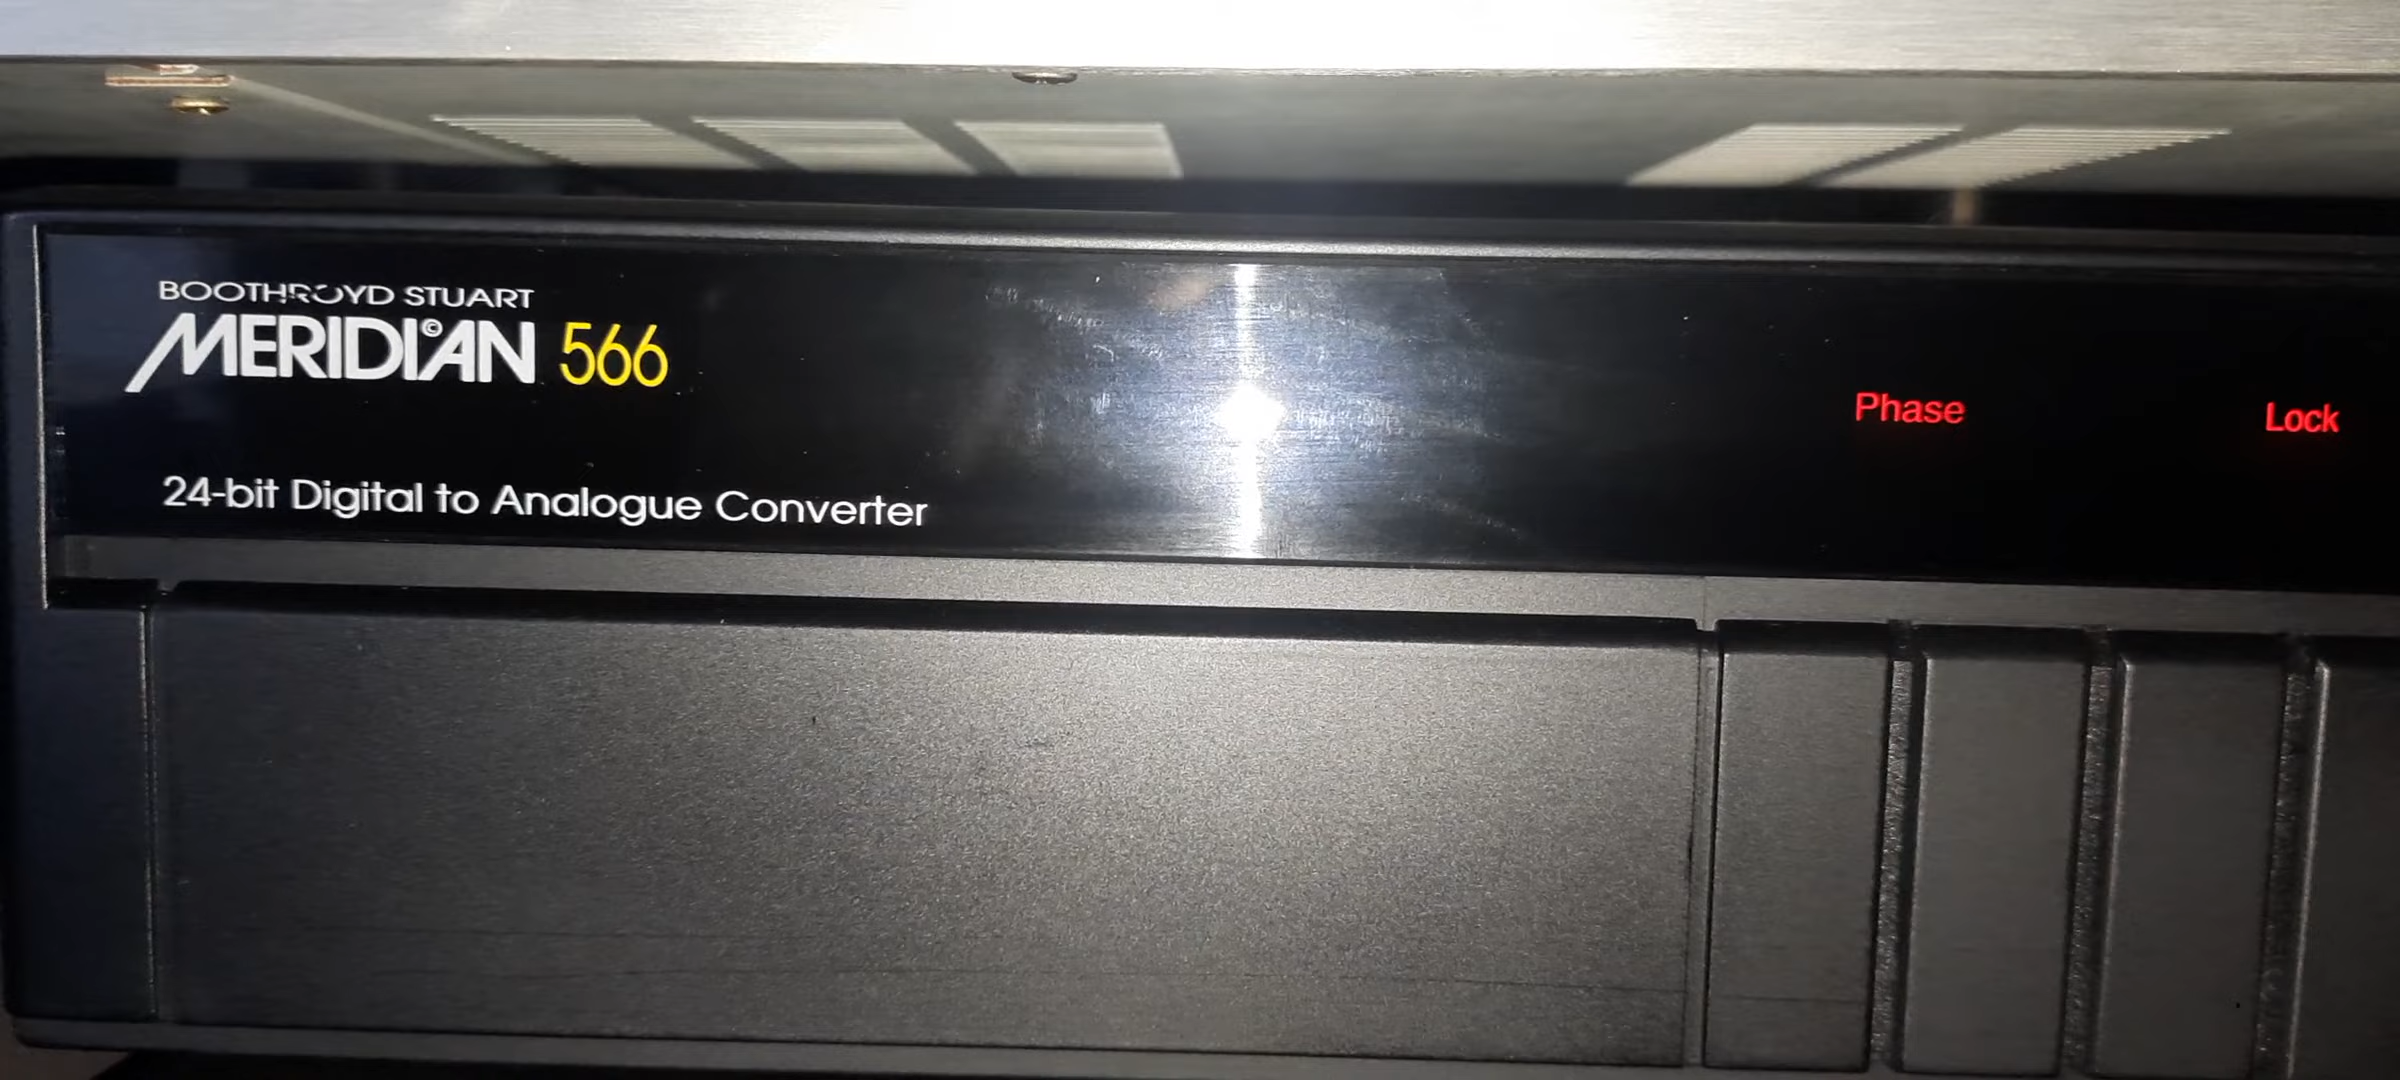 BOOTHROYD STUART
MERIDIAN© 566
Phase
Lock
24-bit Digital to Analogue Converter